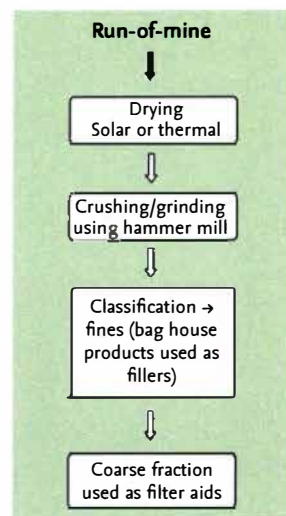 Run-of-mine
Drying
Solar or thermal
Crushing/grinding
using hammer mill
Classification →
fines (bag house
products used as
fillers)
Coarse fraction
used as filter aids